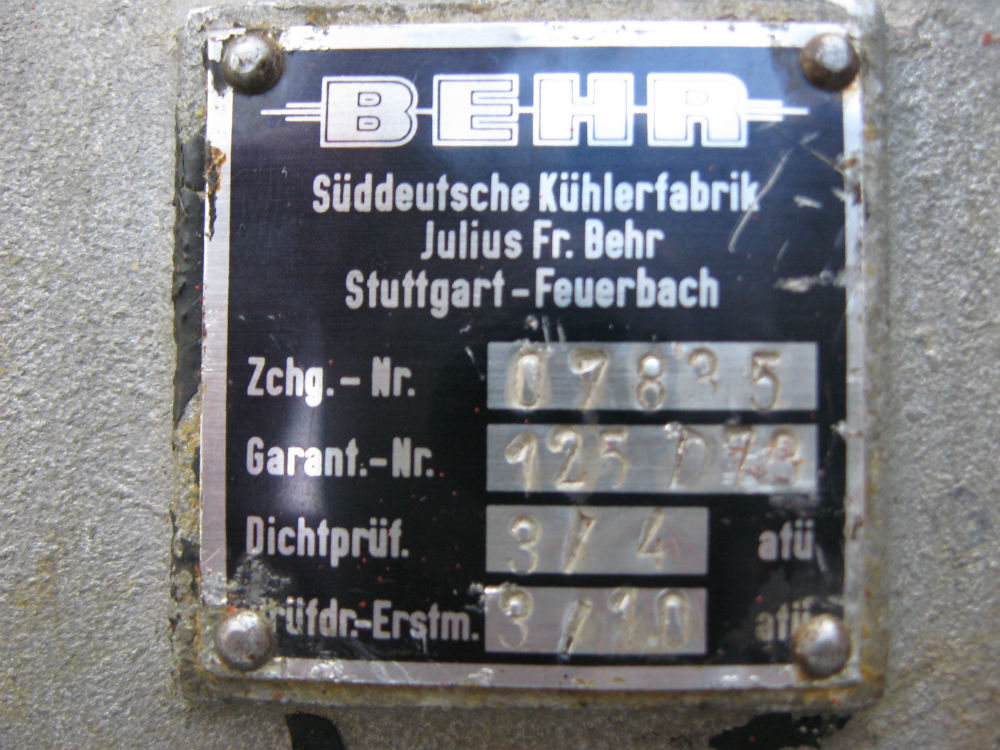 BEHR
Süddeutsche Kühlerfabrik
Julius Fr. Behr
Stuttgart-Feuerbach
Zchg.-Nr. 07835
Garant.-Nr. 125 D
Dichtprüf. 3/4 atü
Prüfdr.-Erstm. 3/10 atü